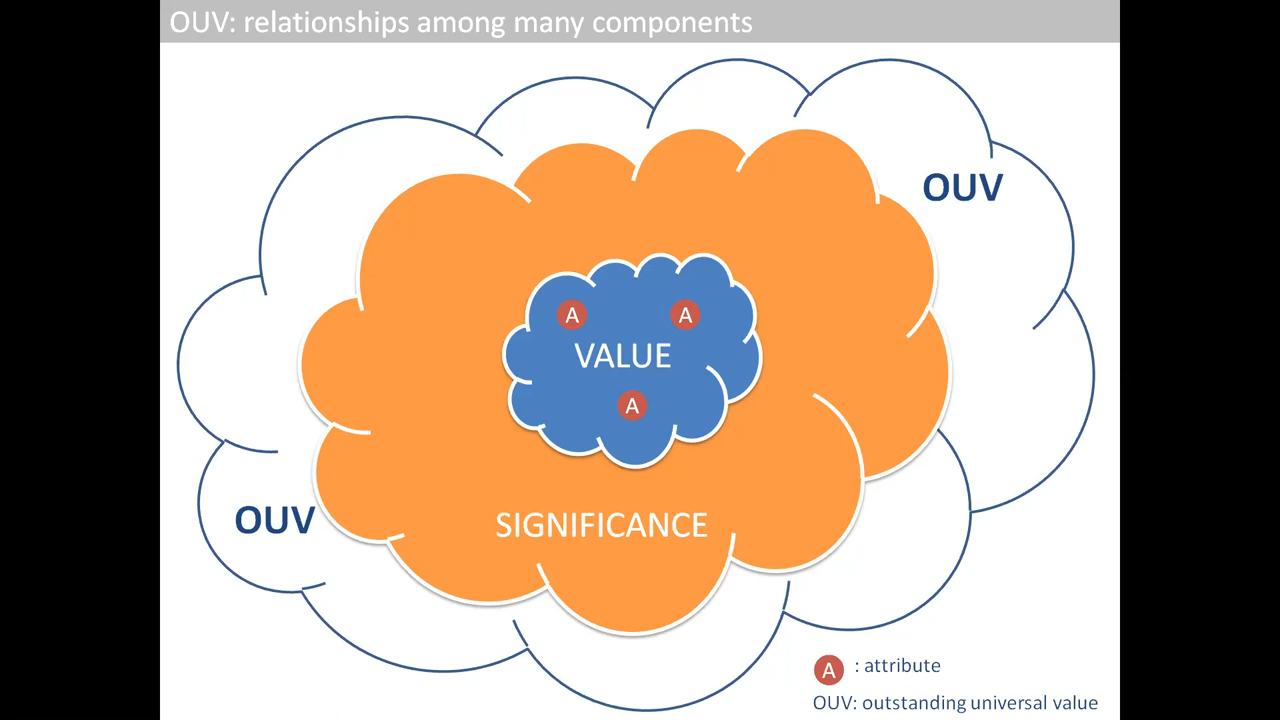 OUV: relationships among many components
OUV
A A
VALUE
A
OUV
SIGNIFICANCE
A : attribute
OUV: outstanding universal value